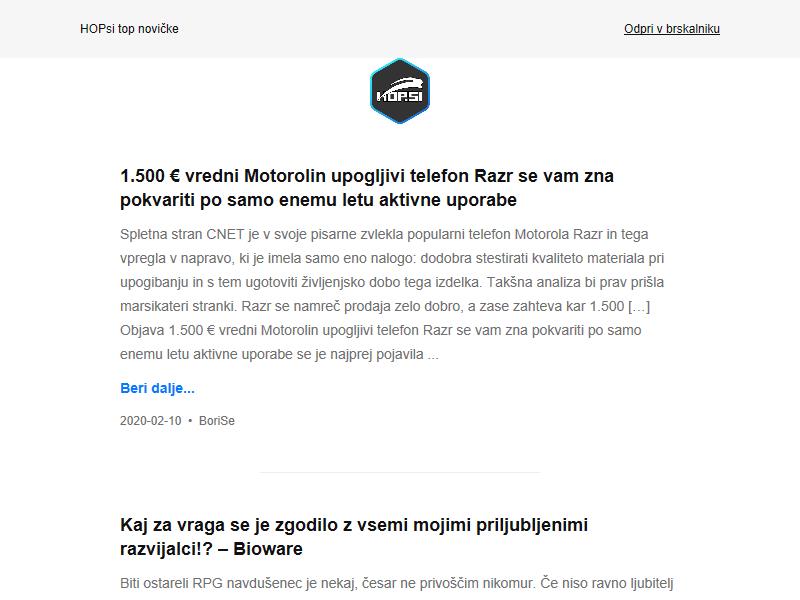 HOPsi top novičke
Odpri v brskalniku
HOP.SI
1.500 € vredni Motorolin upogljivi telefon Razr se vam zna
pokvariti po samo enemu letu aktivne uporabe
Spletna stran CNET je v svoje pisarne zvlekla popularni telefon Motorola Razr in tega
vpregla v napravo, ki je imela samo eno nalogo: dodobra stestirati kvaliteto materiala pri
upogibanju in s tem ugotoviti življenjsko dobo tega izdelka. Takšna analiza bi prav prišla
marsikateri stranki. Razr se namreč prodaja zelo dobro, a zase zahteva kar 1.500 […]
Objava 1.500 € vredni Motorolin upogljivi telefon Razr se vam zna pokvariti po samo
enemu letu aktivne uporabe se je najprej pojavila ...
Beri dalje...
2020-02-10 • BoriSe
Kaj za vraga se je zgodilo z vsemi mojimi priljubljenimi
razvijalci!? – Bioware
Biti ostareli RPG navdušenec je nekaj, česar ne privoščim nikomur. Če niso ravno ljubitelj